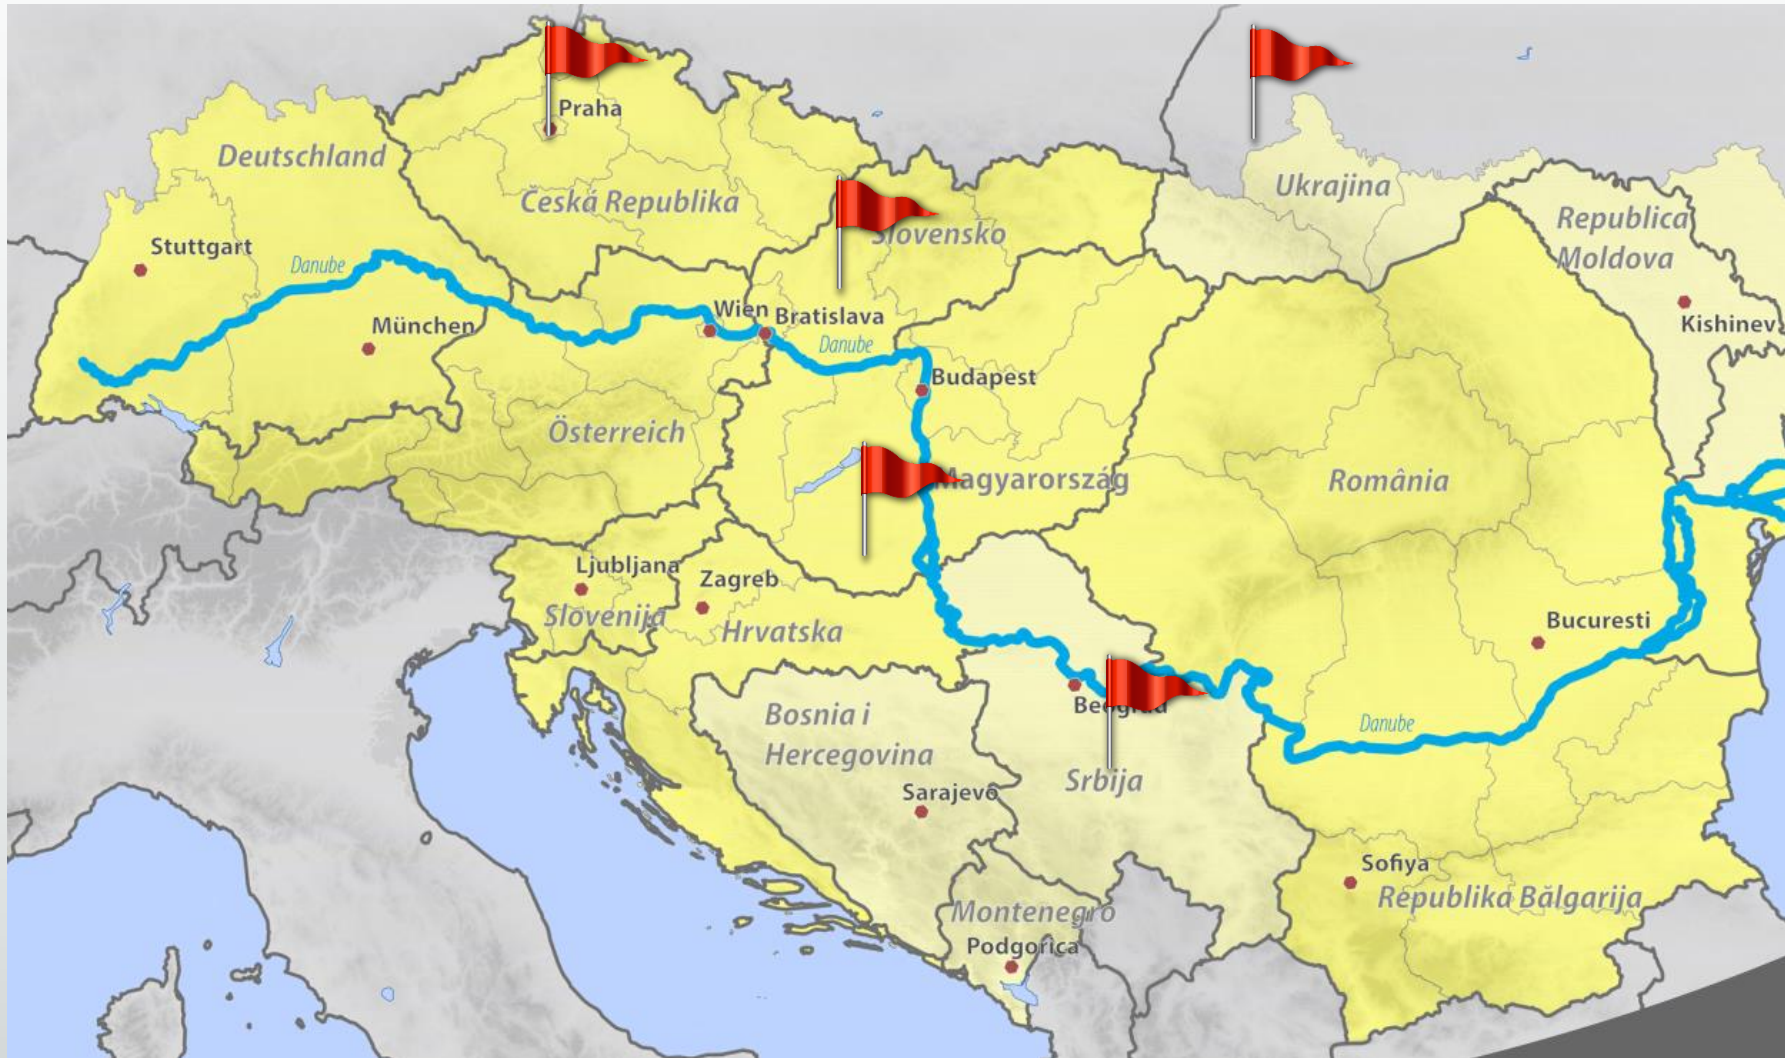 Praha
Deutschland
Česká Republika
Ukrajina
Republica
Moldova
Slovensko
Stuttgart
Danube
München
Wien
Bratislava
Danube
Kishinev
Budapest
Österreich
Magyarország
România
Ljubljana
Zagreb
Slovenija
Hrvatska
Bucuresti
Beograd
Bosnia i
Hercegovina
Danube
Srbija
Sarajevo
Sofiya
Republika Bălgarija
Montenegro
Podgorica